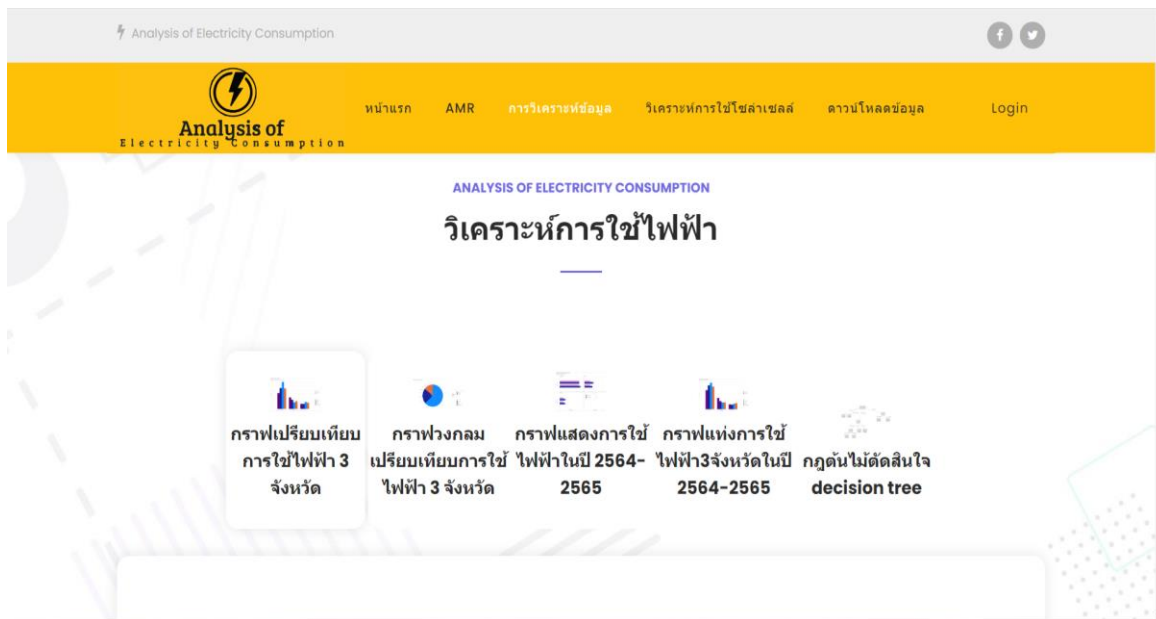 Analysis of Electricity Consumption
Analysis of
Electricity Consumption
หน้าแรก AMR การวิเคราะห์ข้อมูล วิเคราะห์การใช้โซล่าเซลล์ ดาวน์โหลดข้อมูล Login
ANALYSIS OF ELECTRICITY CONSUMPTION
วิเคราะห์การใช้ไฟฟ้า
กราฟเปรียบเทียบ
การใช้ไฟฟ้า 3
จังหวัด
กราฟวงกลม
เปรียบเทียบการใช้
ไฟฟ้า 3 จังหวัด
กราฟแสดงการใช้
ไฟฟ้าในปี 2564-
2565
กราฟแท่งการใช้
ไฟฟ้า3จังหวัดในปี
2564-2565
กฎต้นไม้ตัดสินใจ
decision tree